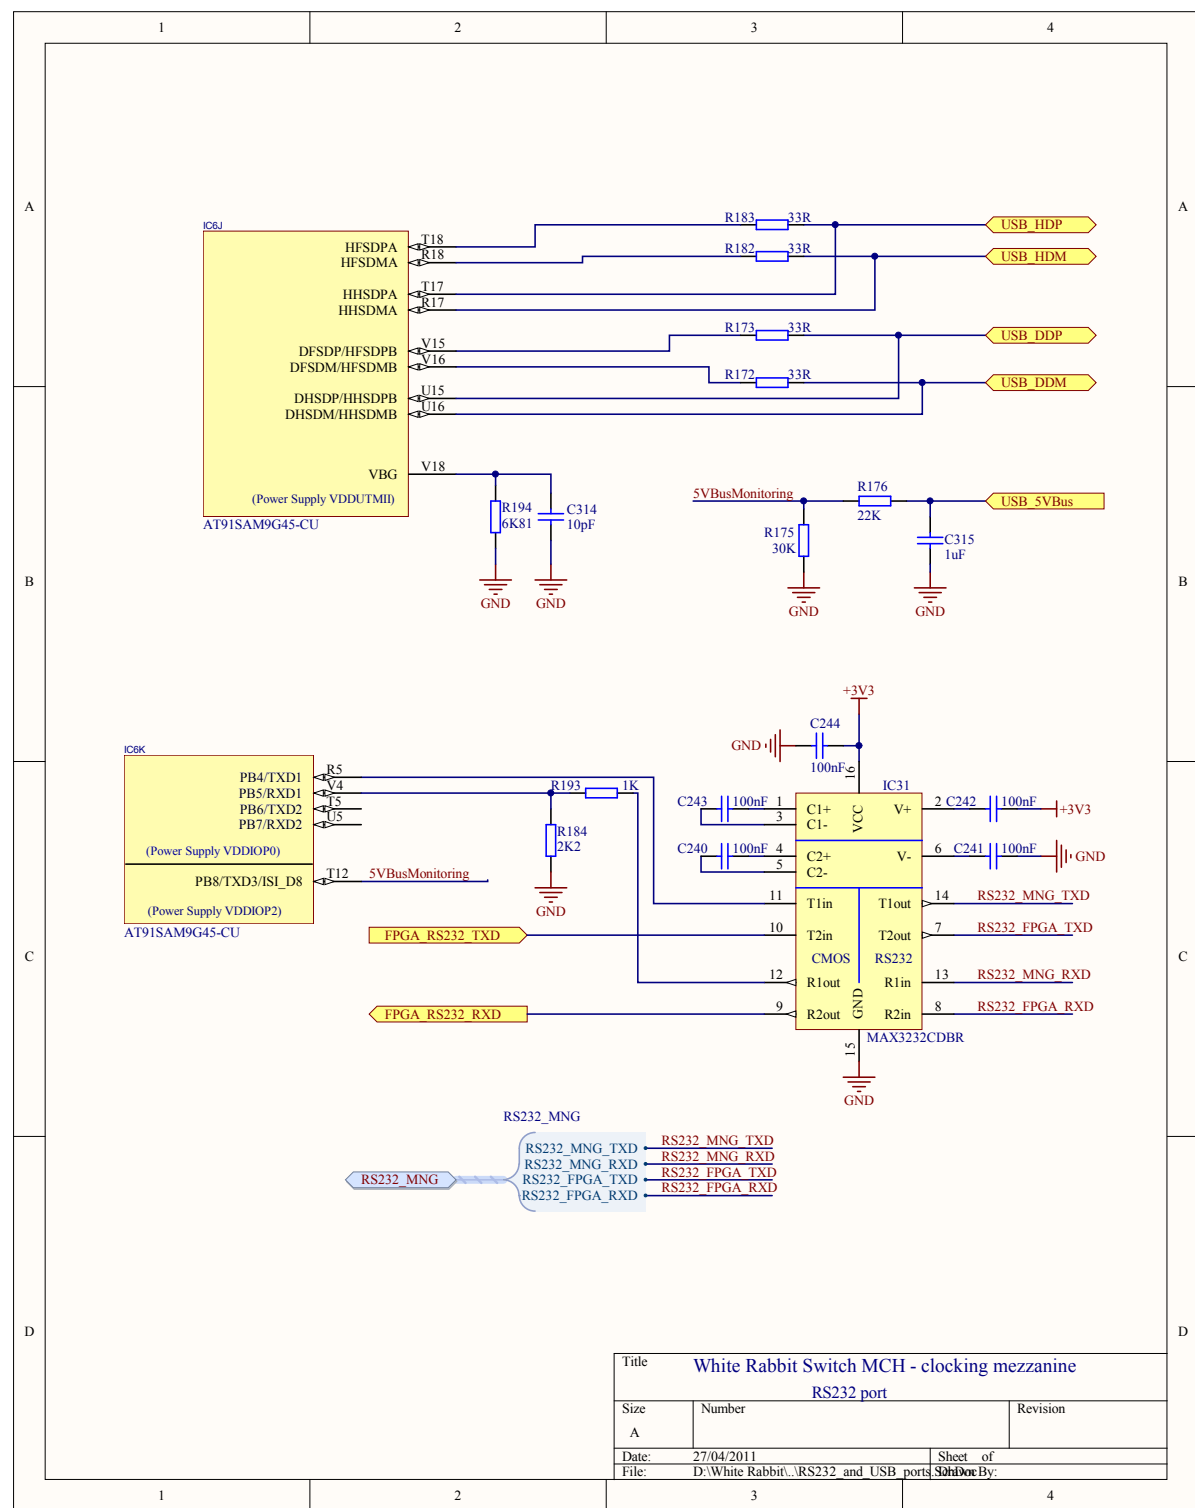 1 2 3 4
A A
IC6J
HFSDPA T18
HFSDMA R18
HHSDPA T17
HHSDMA R17
DFSDP/HFSDPB V15
DFSDM/HFSDMB V16
DHSDP/HHSDPB U15
DHSDM/HHSDMB U16
VBG V18
(Power Supply VDDUTMII)
AT91SAM9G45-CU
R183 33R USB_HDP
R182 33R USB_HDM
R173 33R USB_DDP
R172 33R USB_DDM
R194
6K81
C314
10pF
GND GND
5VBusMonitoring
R176
22K
USB_5VBus
R175
30K
C315
1uF
GND GND
B B
+3V3
C244
GND
100nF
16
IC6K
PB4/TXD1 R5
PB5/RXD1 V4
PB6/TXD2 T5
PB7/RXD2 U5
(Power Supply VDDIOP0)
PB8/TXD3/ISI_D8 T12 5VBusMonitoring
(Power Supply VDDIOP2)
AT91SAM9G45-CU
R193 1K
R184
2K2
GND
IC31
C243 100nF 1 C1+ VCC V+ 2 C242 100nF +3V3
3 C1-
C240 100nF 4 C2+ V- 6 C241 100nF GND
5 C2-
11 T1in T1out 14 RS232_MNG_TXD
FPGA_RS232_TXD 10 T2in T2out 7 RS232_FPGA_TXD
CMOS RS232
12 R1out R1in 13 RS232_MNG_RXD
FPGA_RS232_RXD 9 R2out GND R2in 8 RS232_FPGA_RXD
MAX3232CDBR
15
GND
C C
RS232_MNG
RS232_MNG
RS232_MNG_TXD RS232_MNG_TXD
RS232_MNG_RXD RS232_MNG_RXD
RS232_FPGA_TXD RS232_FPGA_TXD
RS232_FPGA_RXD RS232_FPGA_RXD
D D
Title White Rabbit Switch MCH - clocking mezzanine
RS232 port
Size Number Revision
A
Date: 27/04/2011 Sheet of
File: D:\White Rabbit\..\RS232_and_USB_ports By:
1 2 3 4